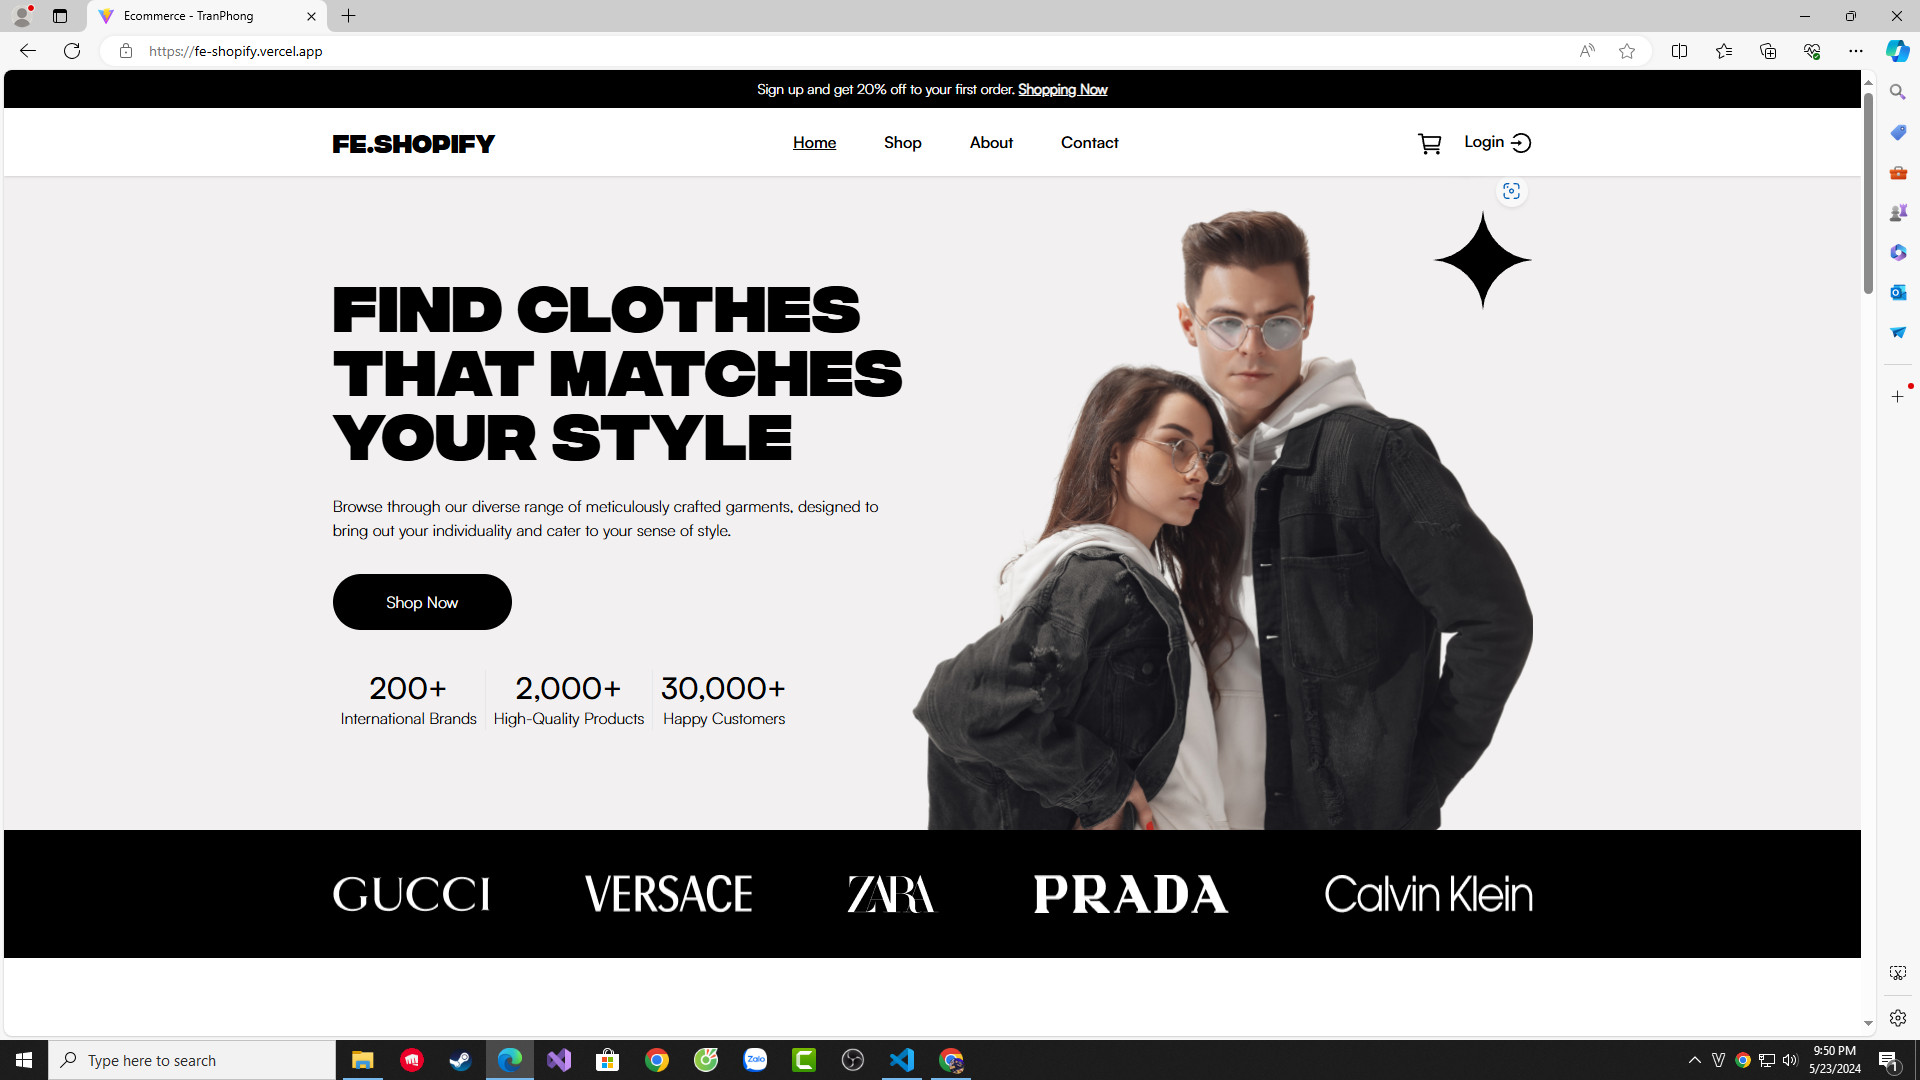 Ecommerce - TranPhong
https://fe-shopify.vercel.app
Sign up and get 20% off to your first order. Shopping Now
FE.SHOPIFY
Home
Shop
About
Contact
Login
FIND CLOTHES
THAT MATCHES
YOUR STYLE
Browse through our diverse range of meticulously crafted garments, designed to
bring out your individuality and cater to your sense of style.
Shop Now
200+
International Brands
2,000+
High-Quality Products
30,000+
Happy Customers
GUCCI
VERSACE
ZARA
PRADA
Calvin Klein
Type here to search
Zalo
9:50 PM
5/23/2024
1